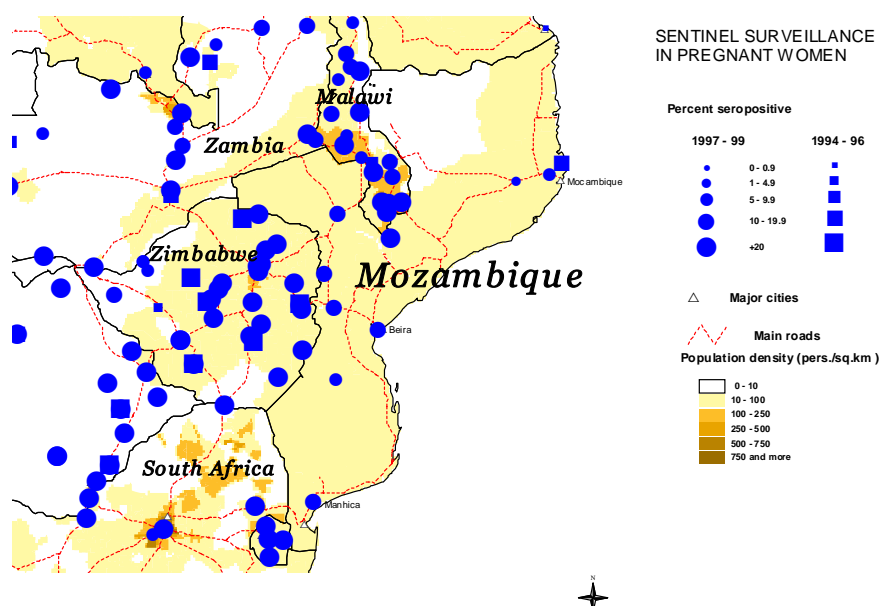 SENTINEL SURVEILLANCE
IN PREGNANT WOMEN
Percent seropositive
1997 - 99
1994 - 96
0 - 0.9
1 - 4.9
5 - 9.9
10 - 19.9
+20
Major cities
Main roads
Population density (pers./sq.km )
0 - 10
10 - 100
100 - 250
250 - 500
500 - 750
750 and more
Malawi
Zambia
Mocambique
Zimbabwe
Mozambique
Beira
South Africa
Manhica
N